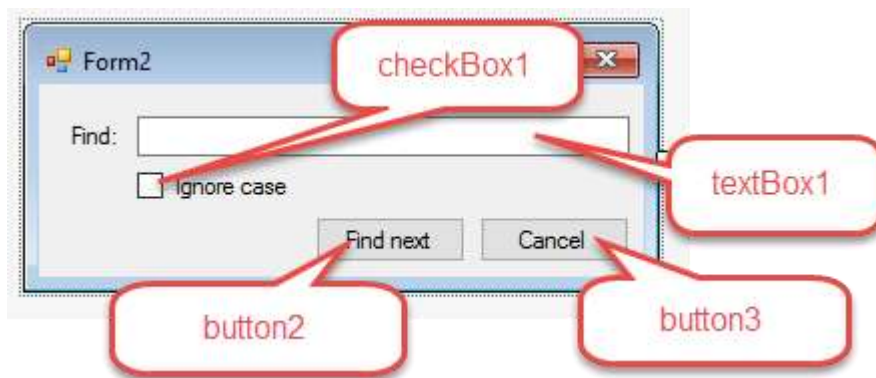 Form2
checkBox1
Find:
textBox1
Ignore case
Find next
Cancel
button2
button3